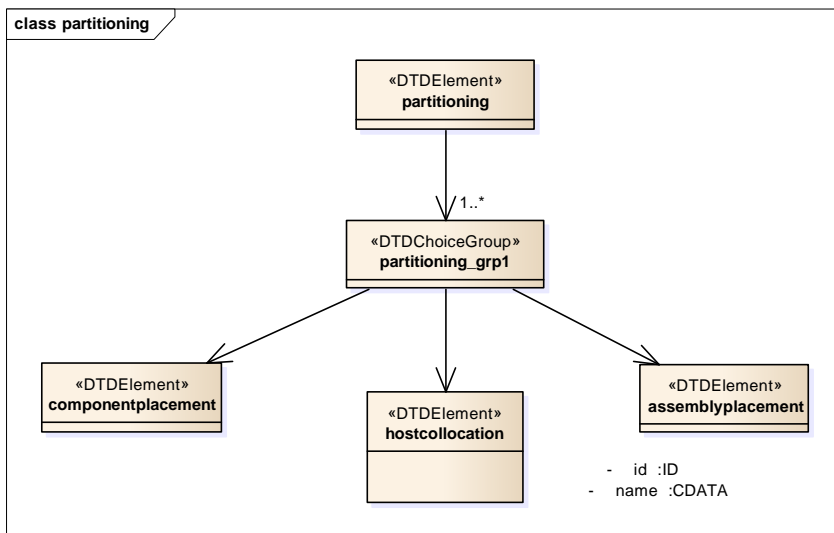 class partitioning
«DTDElement»
partitioning
1..*
«DTDChoiceGroup»
partitioning_grp1
«DTDElement»
componentplacement
«DTDElement»
hostcollocation
«DTDElement»
assemblyplacement
- id :ID
- name :CDATA